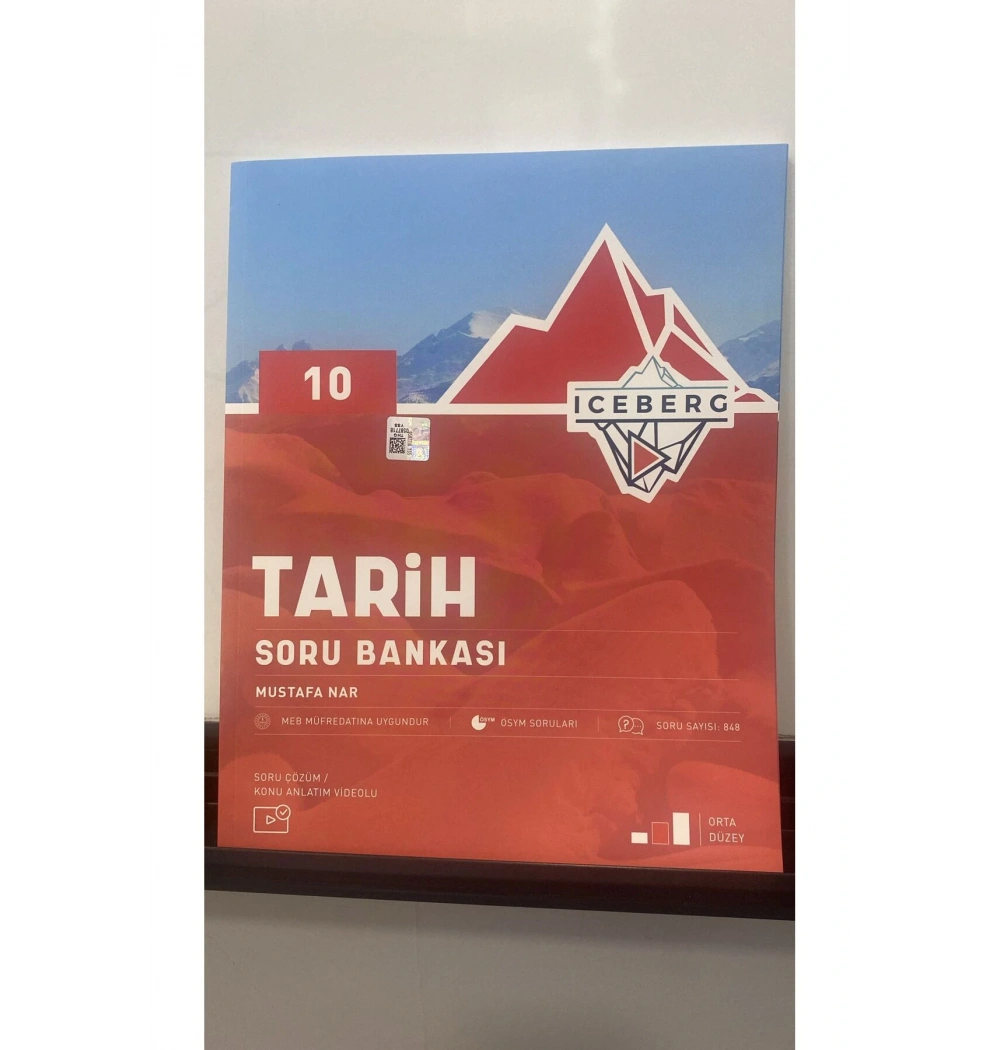 10
ICEBERG
TARiH
SORU BANKASI
MUSTAFA NAR
MEB MÜFREDATINA UYGUNDUR
ÖSYM
ÖSYM SORULARI
SORU SAYISI: 848
SORU ÇÖZÜM /
KONU ANLATIM VİDEOLU
ORTA
DÜZEY